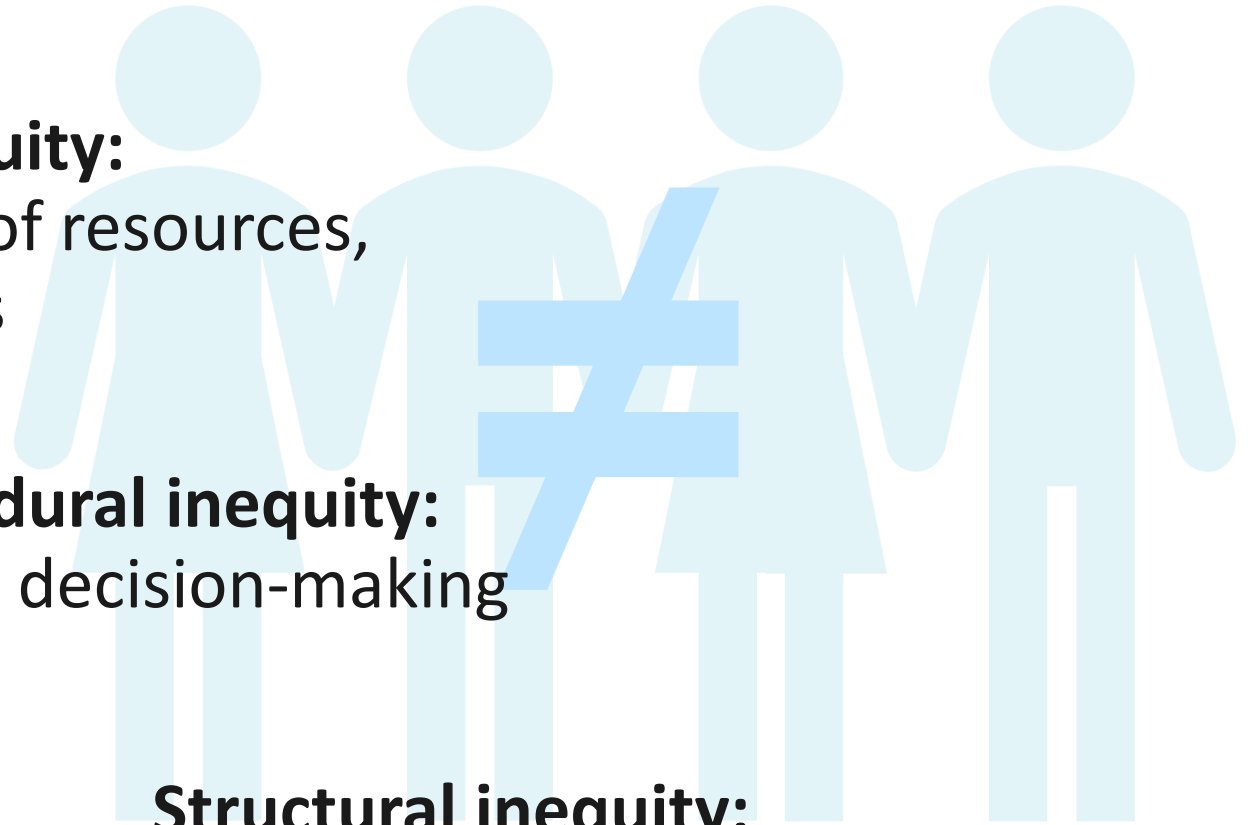 uity:
of resources,
s
dural inequity:
decision-making
Structural inequity: